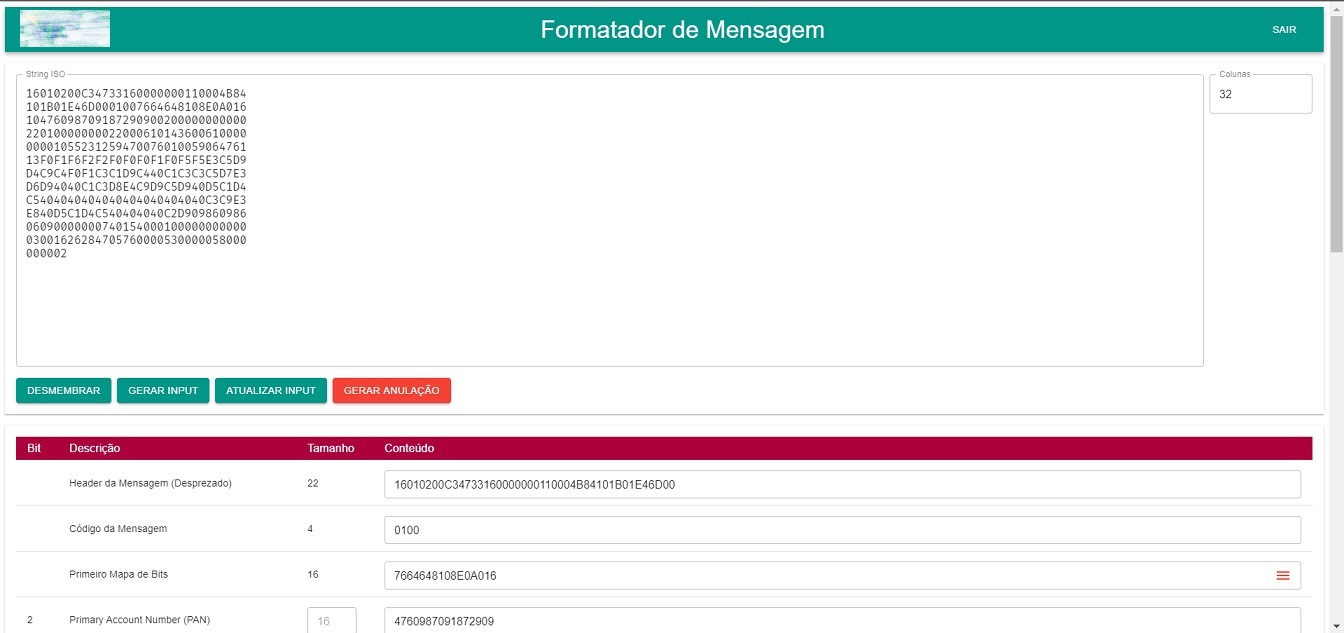 Formatador de Mensagem
SAIR
String ISO
16010200C34733160000000110004B84
101B01E46D0001007664648108E0A016
10476098709187290900200000000000
22010000000022000610143600610000
00001055231259470076010059064761
13F0F1F6F2F2F0F0F0F1F0F5F5E3C5D9
D4C9C4F0F1C3C1D9C440C1C3C3C5D7E3
D6D94040C1C3D8E4C9D9C5D940D5C1D4
C5404040404040404040404040C3C9E3
E840D5C1D4C540404040C2D909860986
06090000000740154000100000000000
03001626284705760000530000058000
000002
Colunas
32
DESMEMBRAR
GERAR INPUT
ATUALIZAR INPUT
GERAR ANULAÇÃO
Bit Descrição Tamanho Conteúdo
Header da Mensagem (Desprezado) 22 16010200C34733160000000110004B84101B01E46D00
Código da Mensagem 4 0100
Primeiro Mapa de Bits 16 7664648108E0A016
2 Primary Account Number (PAN) 16 4760987091872909